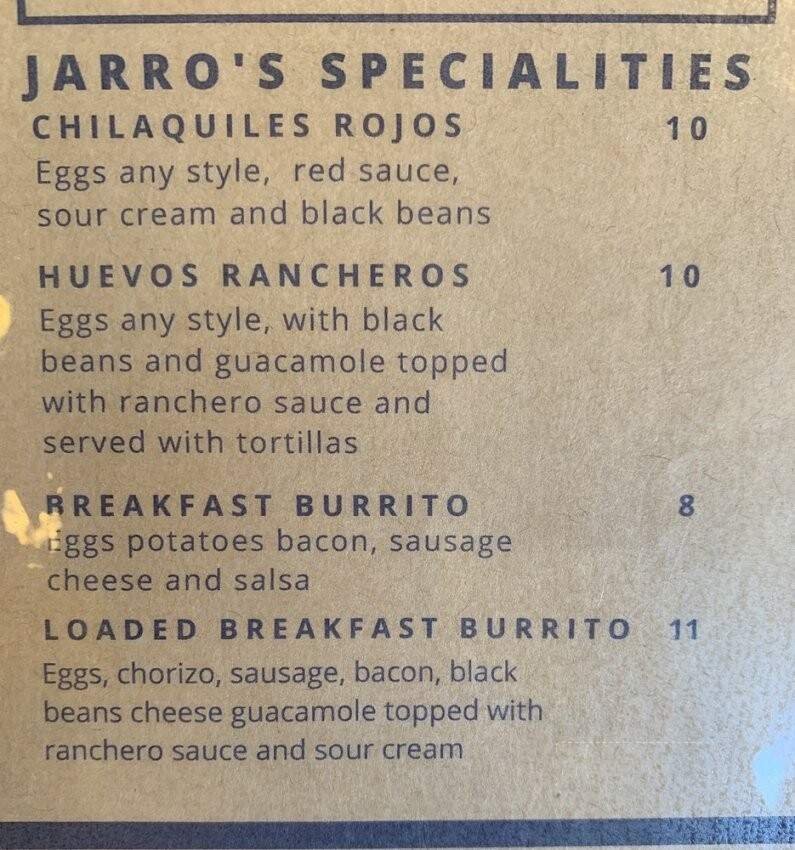 JARRO'S SPECIALITIES
CHILAQUILES ROJOS 10
Eggs any style, red sauce,
sour cream and black beans
HUEVOS RANCHEROS 10
Eggs any style, with black
beans and guacamole topped
with ranchero sauce and
served with tortillas
BREAKFAST BURRITO 8
Eggs potatoes bacon, sausage
cheese and salsa
LOADED BREAKFAST BURRITO 11
Eggs, chorizo, sausage, bacon, black
beans cheese guacamole topped with
ranchero sauce and sour cream